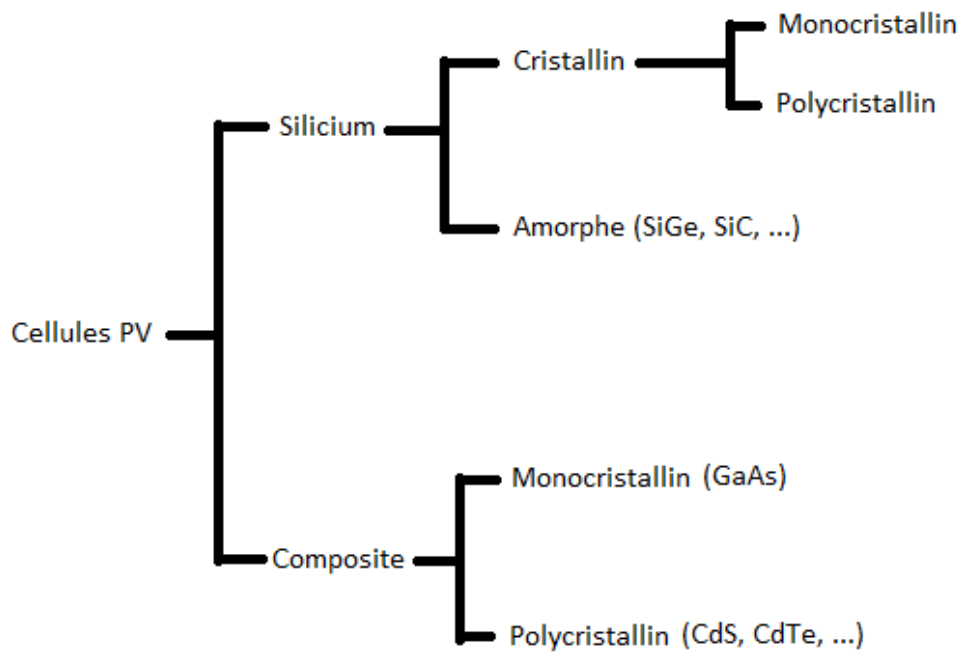 Monocristallin
Cristallin
Polycristallin
Silicium
Amorphe (SiGe, SiC, ...)
Cellules PV
Monocristallin (GaAs)
Composite
Polycristallin (CdS, CdTe, ...)